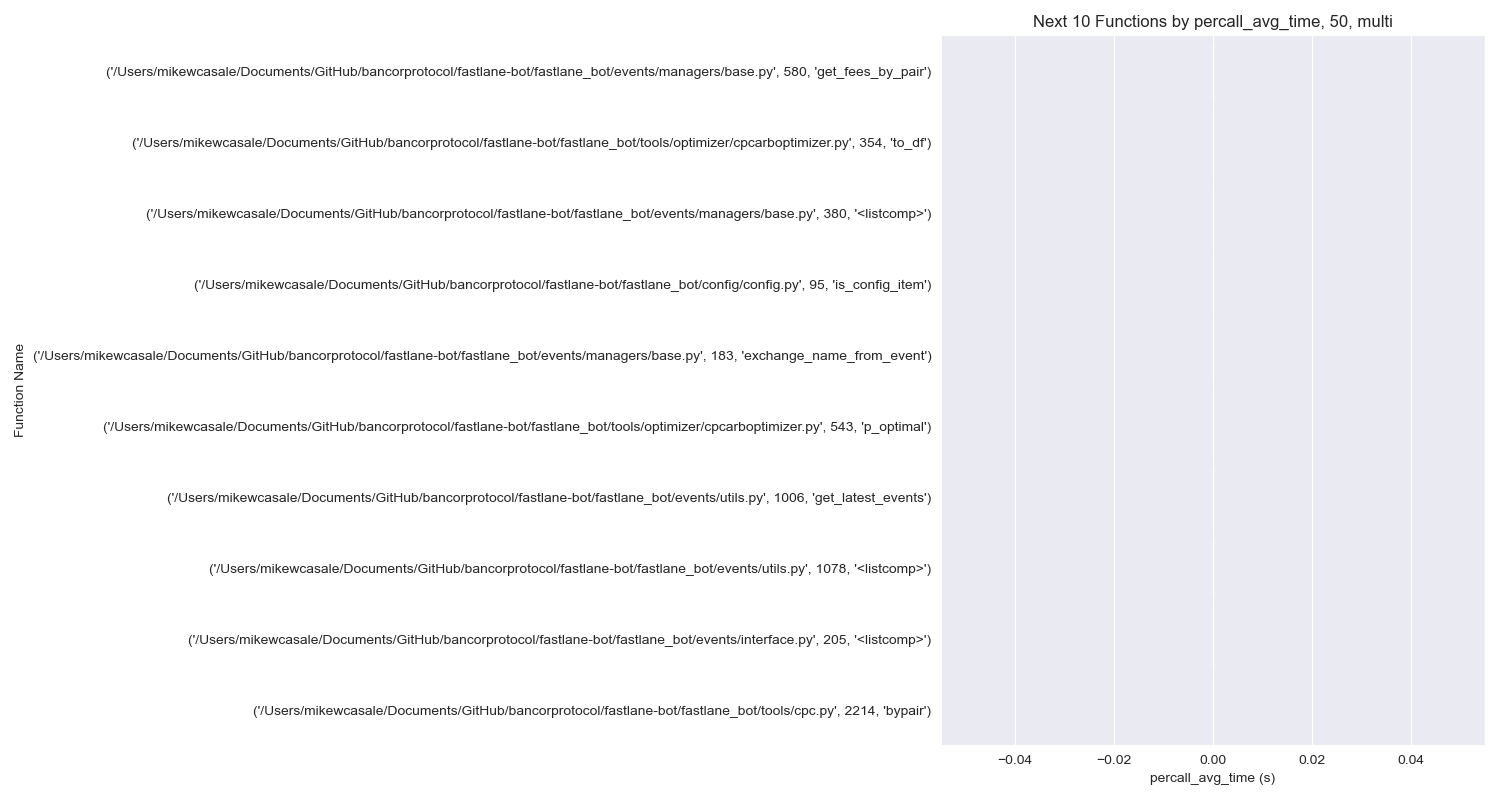 Next 10 Functions by percall_avg_time, 50, multi
('/Users/mikewcasale/Documents/GitHub/bancorprotocol/fastlane-bot/fastlane_bot/events/managers/base.py', 580, 'get_fees_by_pair')
('/Users/mikewcasale/Documents/GitHub/bancorprotocol/fastlane-bot/fastlane_bot/tools/optimizer/cpcarboptimizer.py', 354, 'to_df')
('/Users/mikewcasale/Documents/GitHub/bancorprotocol/fastlane-bot/fastlane_bot/events/managers/base.py', 380, '<listcomp>')
('/Users/mikewcasale/Documents/GitHub/bancorprotocol/fastlane-bot/fastlane_bot/config/config.py', 95, 'is_config_item')
('/Users/mikewcasale/Documents/GitHub/bancorprotocol/fastlane-bot/fastlane_bot/events/managers/base.py', 183, 'exchange_name_from_event')
('/Users/mikewcasale/Documents/GitHub/bancorprotocol/fastlane-bot/fastlane_bot/tools/optimizer/cpcarboptimizer.py', 543, 'p_optimal')
('/Users/mikewcasale/Documents/GitHub/bancorprotocol/fastlane-bot/fastlane_bot/events/utils.py', 1006, 'get_latest_events')
('/Users/mikewcasale/Documents/GitHub/bancorprotocol/fastlane-bot/fastlane_bot/events/utils.py', 1078, '<listcomp>')
('/Users/mikewcasale/Documents/GitHub/bancorprotocol/fastlane-bot/fastlane_bot/events/interface.py', 205, '<listcomp>')
('/Users/mikewcasale/Documents/GitHub/bancorprotocol/fastlane-bot/fastlane_bot/tools/cpc.py', 2214, 'bypair')
Function Name
−0.04 −0.02 0.00 0.02 0.04
percall_avg_time (s)